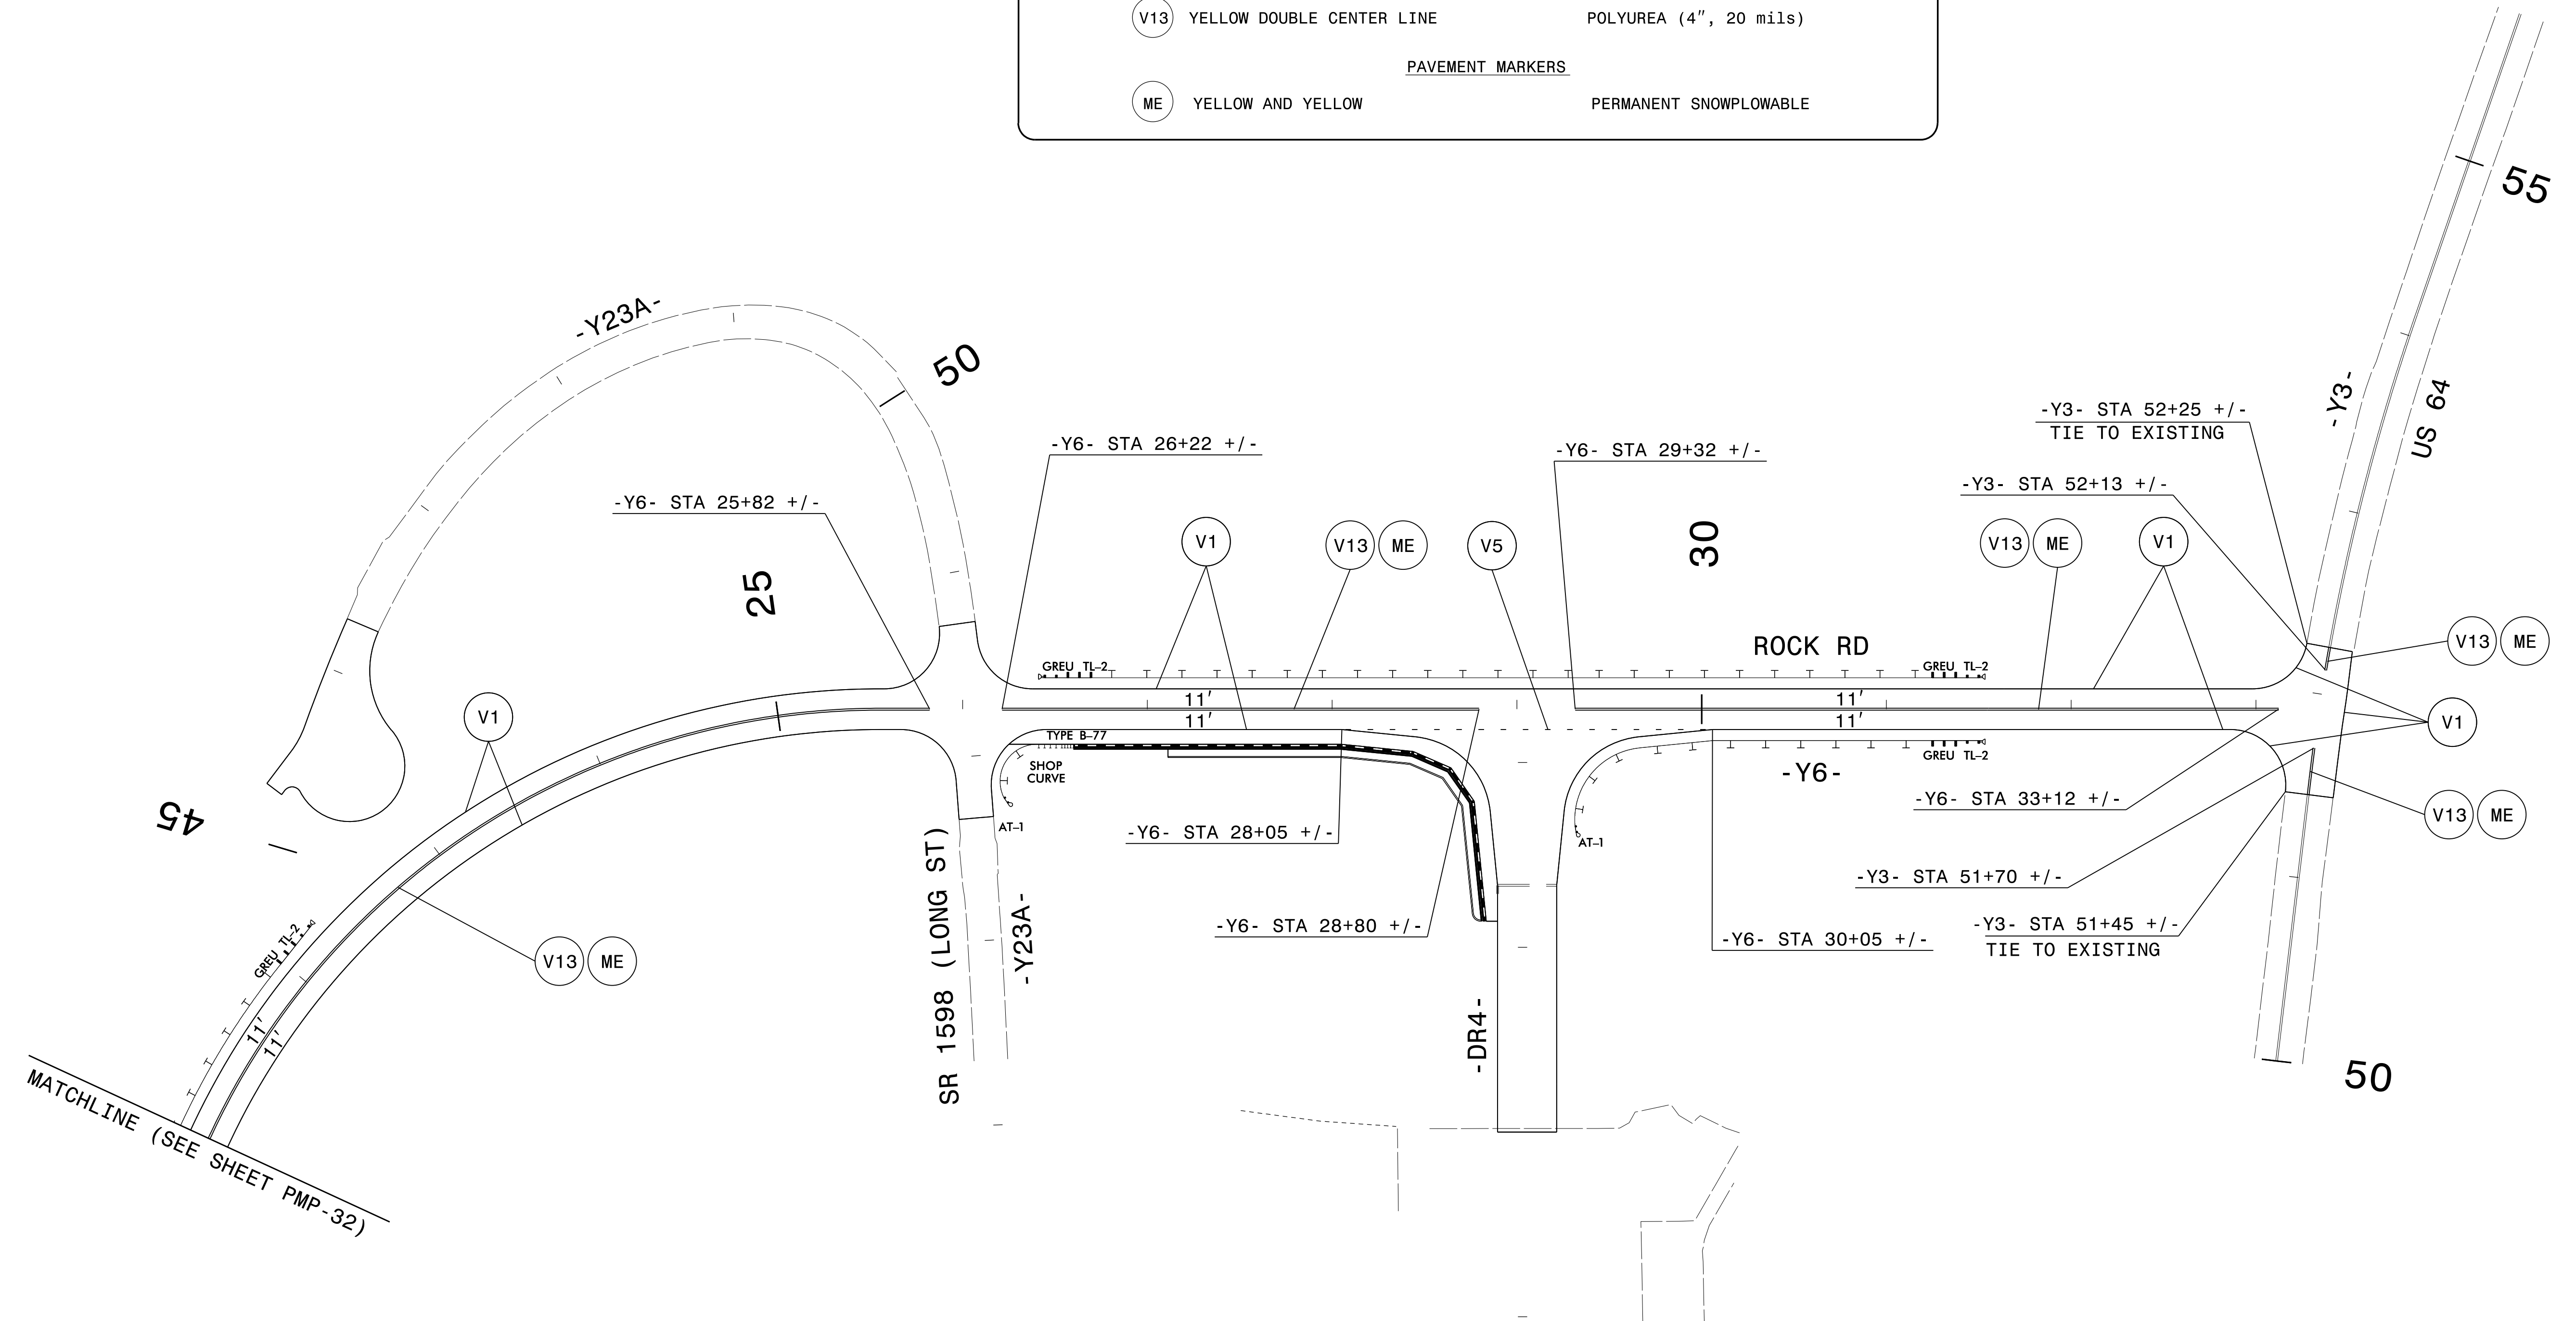 V13 YELLOW DOUBLE CENTER LINE POLYUREA (4", 20 mils)
PAVEMENT MARKERS
ME YELLOW AND YELLOW PERMANENT SNOWPLOWABLE
55
-Y23A-
50
-Y3-
US 64
-Y3- STA 52+25 +/-
TIE TO EXISTING
-Y6- STA 26+22 +/-
-Y6- STA 29+32 +/-
-Y3- STA 52+13 +/-
-Y6- STA 25+82 +/-
25
V1
V13 ME
V5
30
V13 ME
V1
ROCK RD
V13 ME
GREU TL-2
GREU TL-2
11'
11'
11'
11'
V1
V1
TYPE B-77
SHOP
CURVE
GREU TL-2
-Y6-
45
AT-1
-Y6- STA 28+05 +/-
AT-1
-Y6- STA 33+12 +/-
V13 ME
-Y3- STA 51+70 +/-
SR 1598 (LONG ST)
-Y23A-
-Y6- STA 28+80 +/-
-Y6- STA 30+05 +/-
-Y3- STA 51+45 +/-
TIE TO EXISTING
GREU TL-2
V13 ME
11'
11'
-DR4-
50
MATCHLINE (SEE SHEET PMP-32)